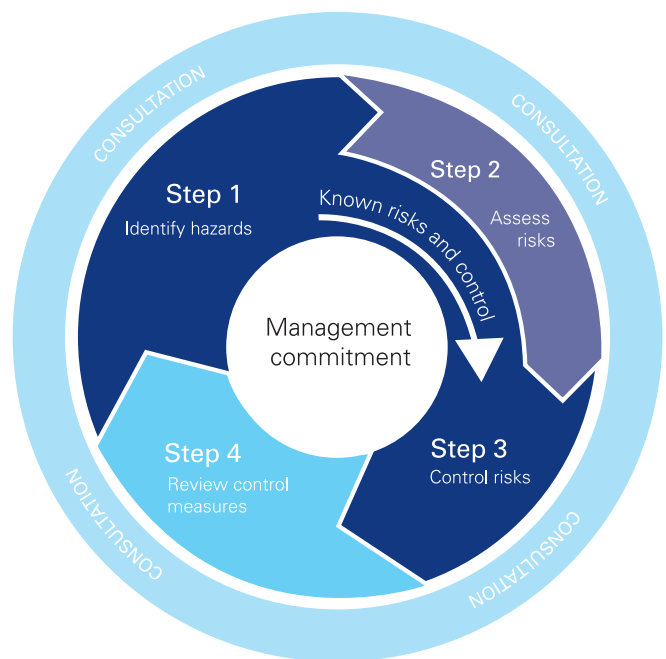 CONSULTATION
CONSULTATION
Step 1
Identify hazards
Step 2
Assess
risks
Known risks and control
Management
commitment
Step 3
Control risks
Step 4
Review control
measures
CONSULTATION
CONSULTATION